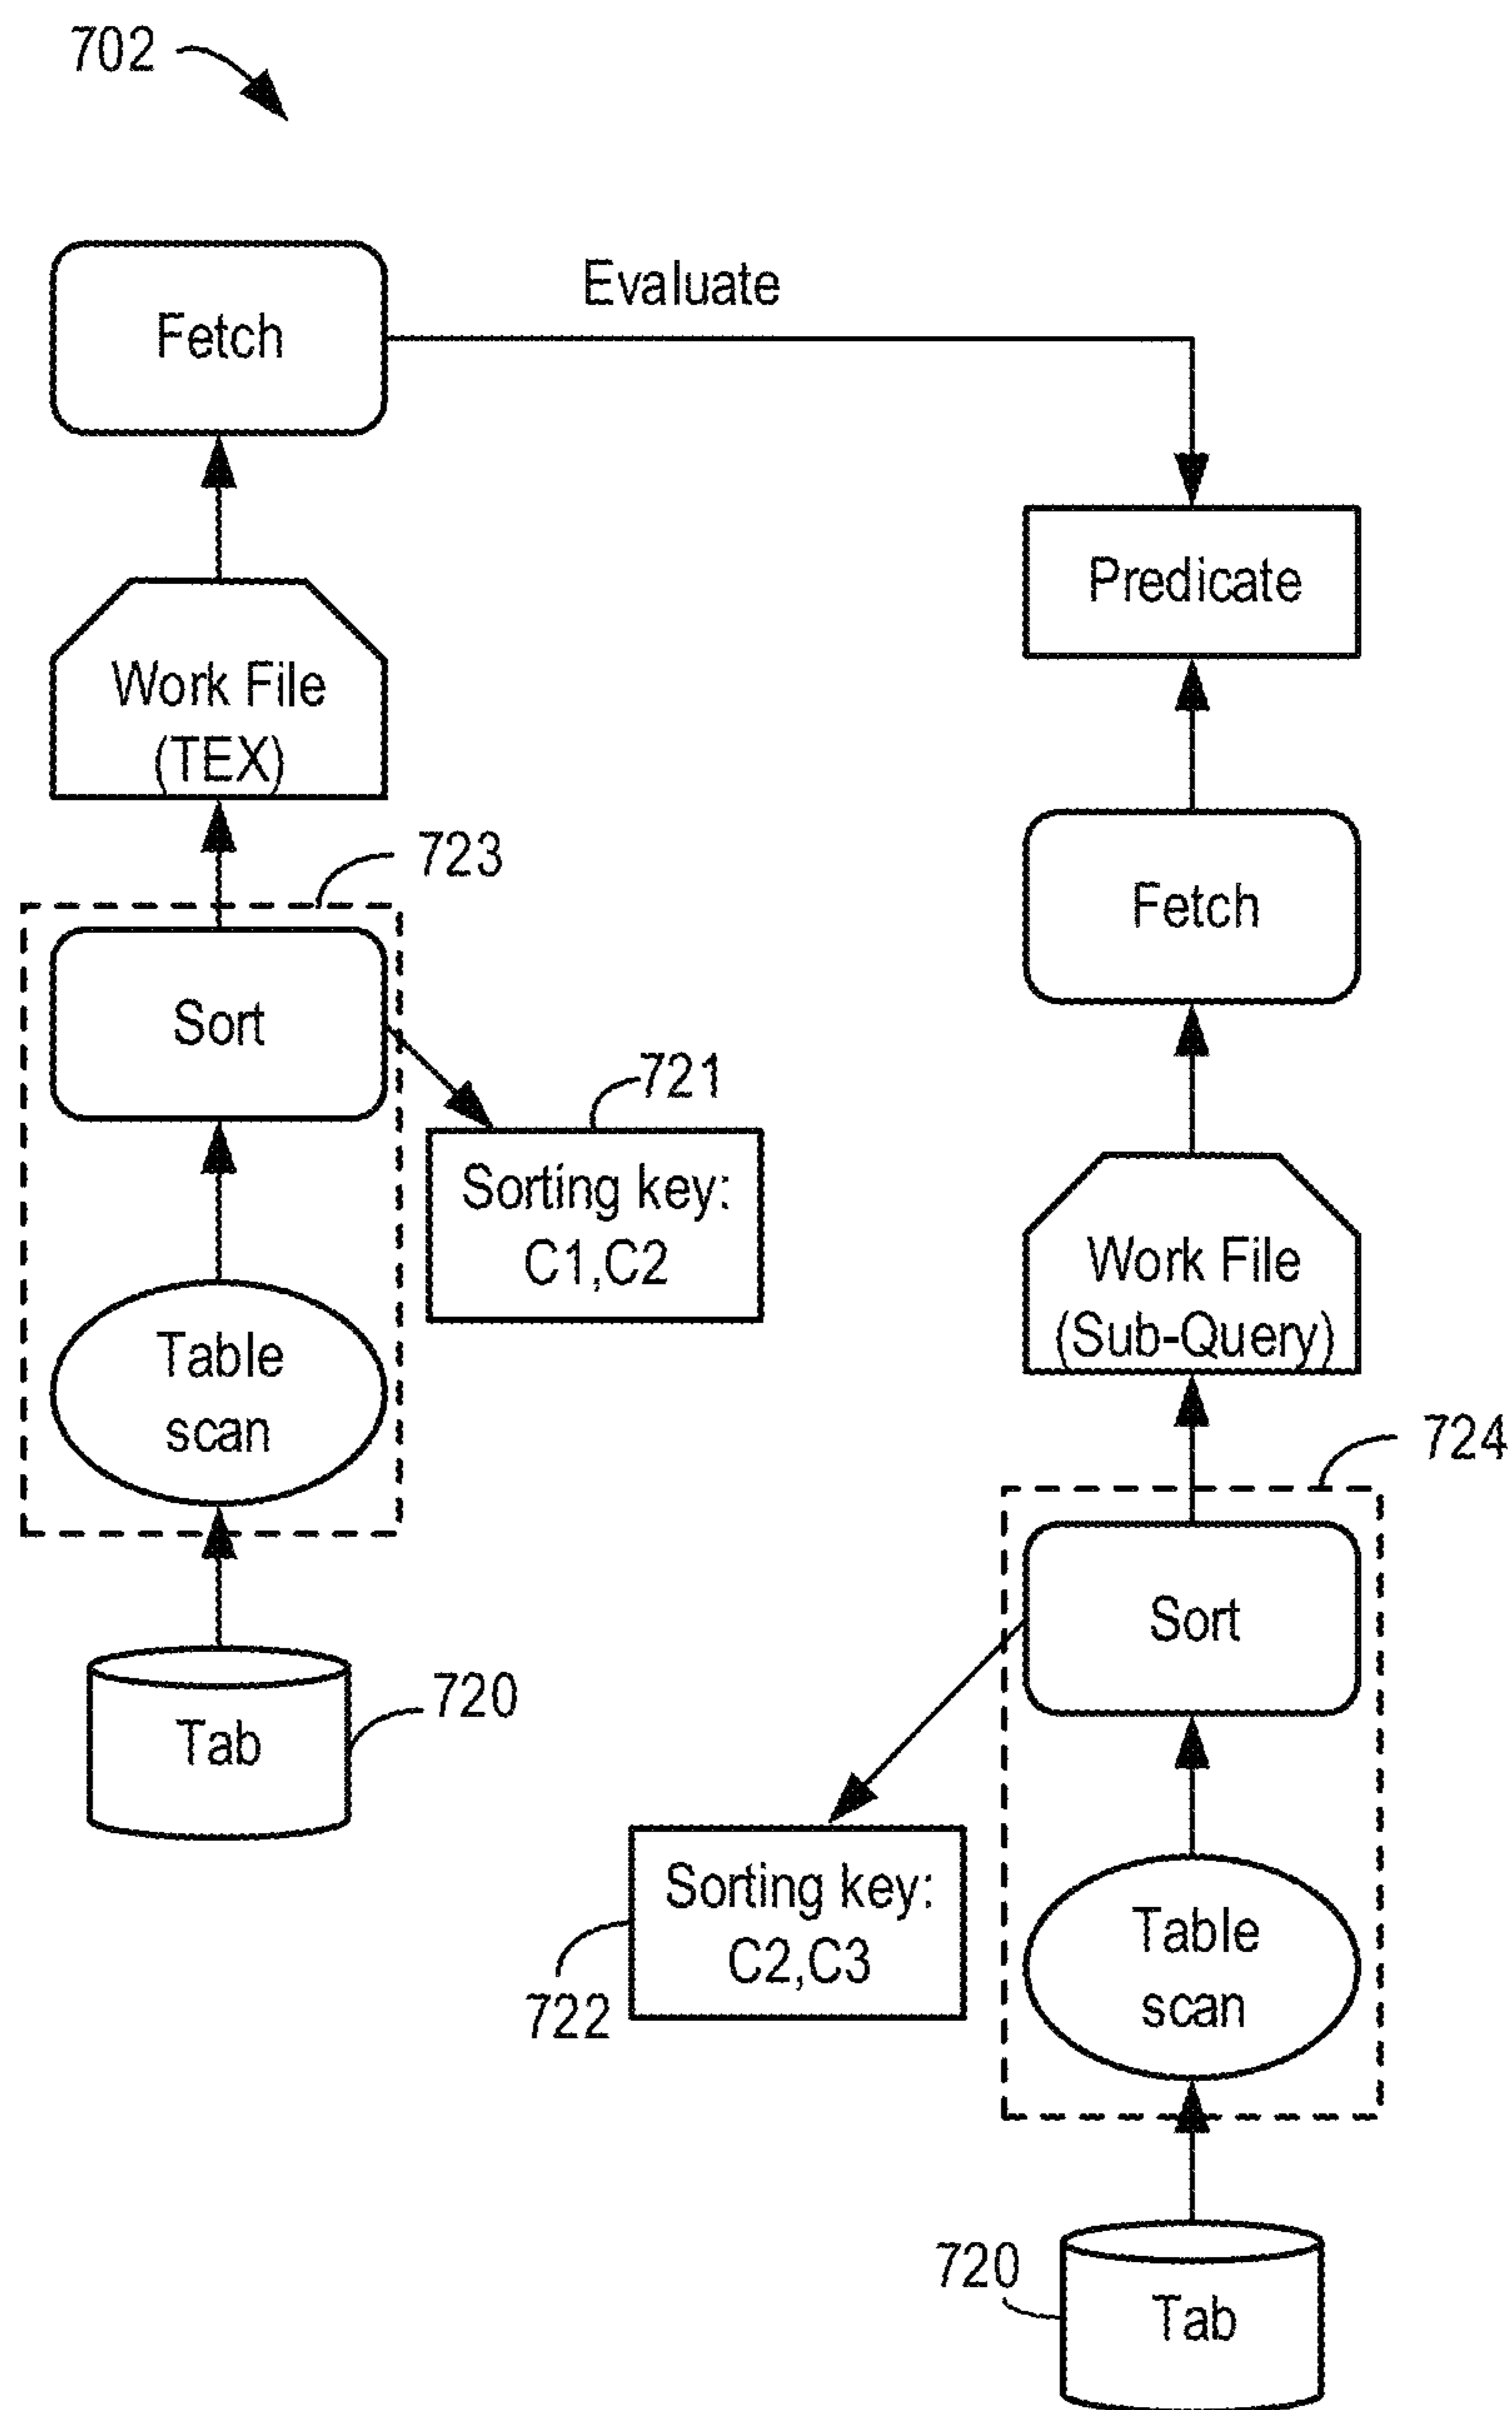 702
Evaluate
Fetch
Predicate
Work File
(TEX)
723
Fetch
Sort
721
Sorting key:
C1,C2
Work File
(Sub-Query)
Table
scan
724
Sort
720
Tab
Sorting key:
C2,C3
722
Table
scan
720
Tab